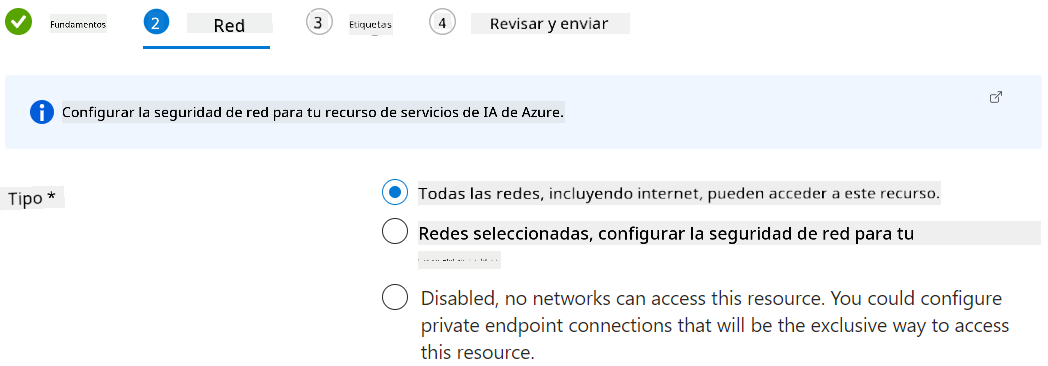 Fundamentos
2
Red
3
Etiquetas
4
Revisar y enviar
Configurar la seguridad de red para tu recurso de servicios de IA de Azure.
Tipo *
Todas las redes, incluyendo internet, pueden acceder a este recurso.
Redes seleccionadas, configurar la seguridad de red para tu
Disabled, no networks can access this resource. You could configure
private endpoint connections that will be the exclusive way to access
this resource.